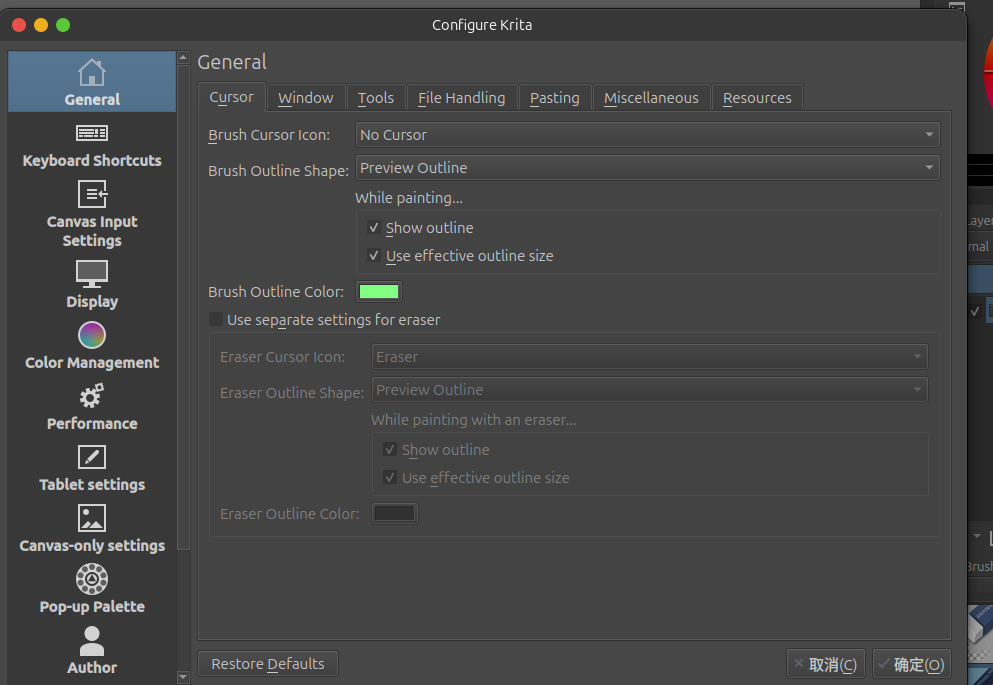 Configure Krita
General
Keyboard Shortcuts
Canvas Input
Settings
Display
Color Management
Performance
Tablet settings
Canvas-only settings
Pop-up Palette
Author
General
Cursor Window Tools File Handling Pasting Miscellaneous Resources
Brush Cursor Icon: No Cursor
Brush Outline Shape: Preview Outline
While painting...
Show outline
Use effective outline size
Brush Outline Color:
Use separate settings for eraser
Eraser Cursor Icon: Eraser
Eraser Outline Shape: Preview Outline
While painting with an eraser...
Show outline
Use effective outline size
Eraser Outline Color:
Restore Defaults 取消(C) 确定(O)